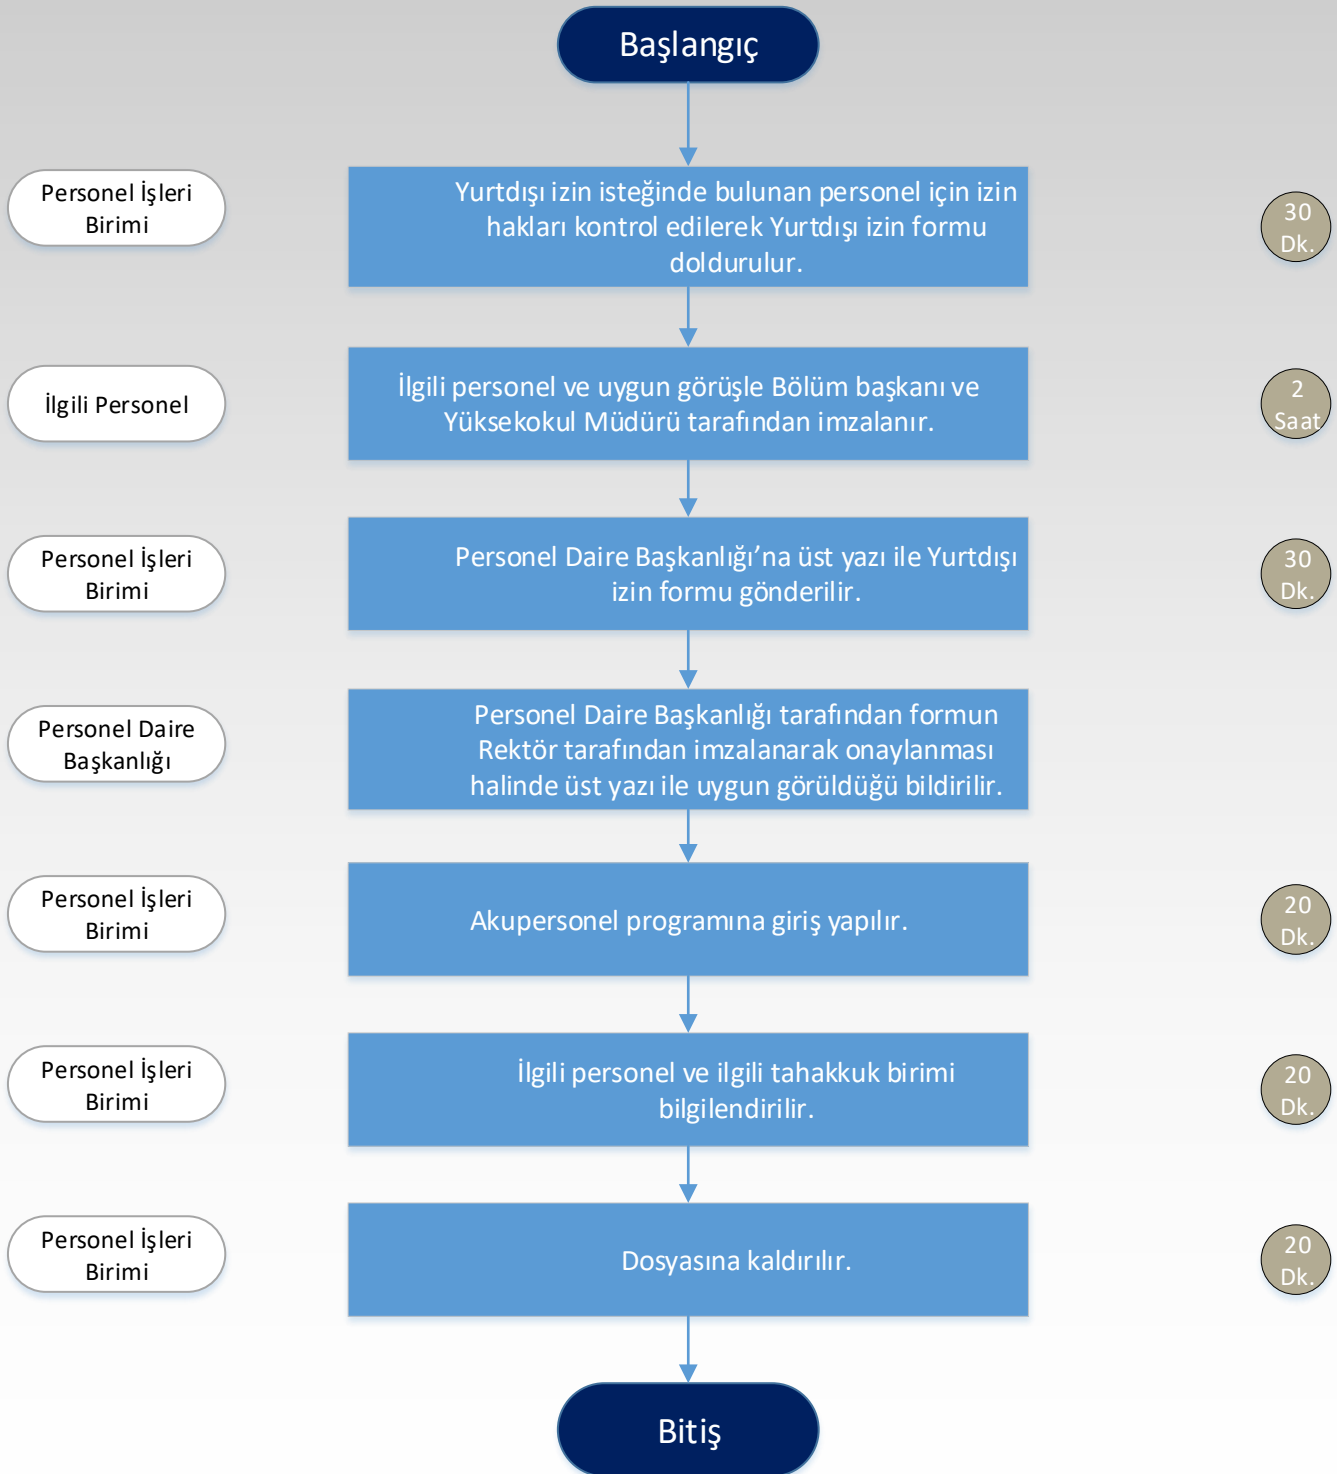 Başlangıç
Personel İşleri
Birimi
Yurtdışı izin isteğinde bulunan personel için izin
hakları kontrol edilerek Yurtdışı izin formu
doldurulur.
30
Dk.
İlgili Personel
İlgili personel ve uygun görüşle Bölüm başkanı ve
Yüksekokul Müdürü tarafından imzalanır.
2
Saat
Personel İşleri
Birimi
Personel Daire Başkanlığı’na üst yazı ile Yurtdışı
izin formu gönderilir.
30
Dk.
Personel Daire
Başkanlığı
Personel Daire Başkanlığı tarafından formun
Rektör tarafından imzalanarak onaylanması
halinde üst yazı ile uygun görüldüğü bildirilir.
Personel İşleri
Birimi
Akupersonel programına giriş yapılır.
20
Dk.
Personel İşleri
Birimi
İlgili personel ve ilgili tahakkuk birimi
bilgilendirilir.
20
Dk.
Personel İşleri
Birimi
Dosyasına kaldırılır.
20
Dk.
Bitiş